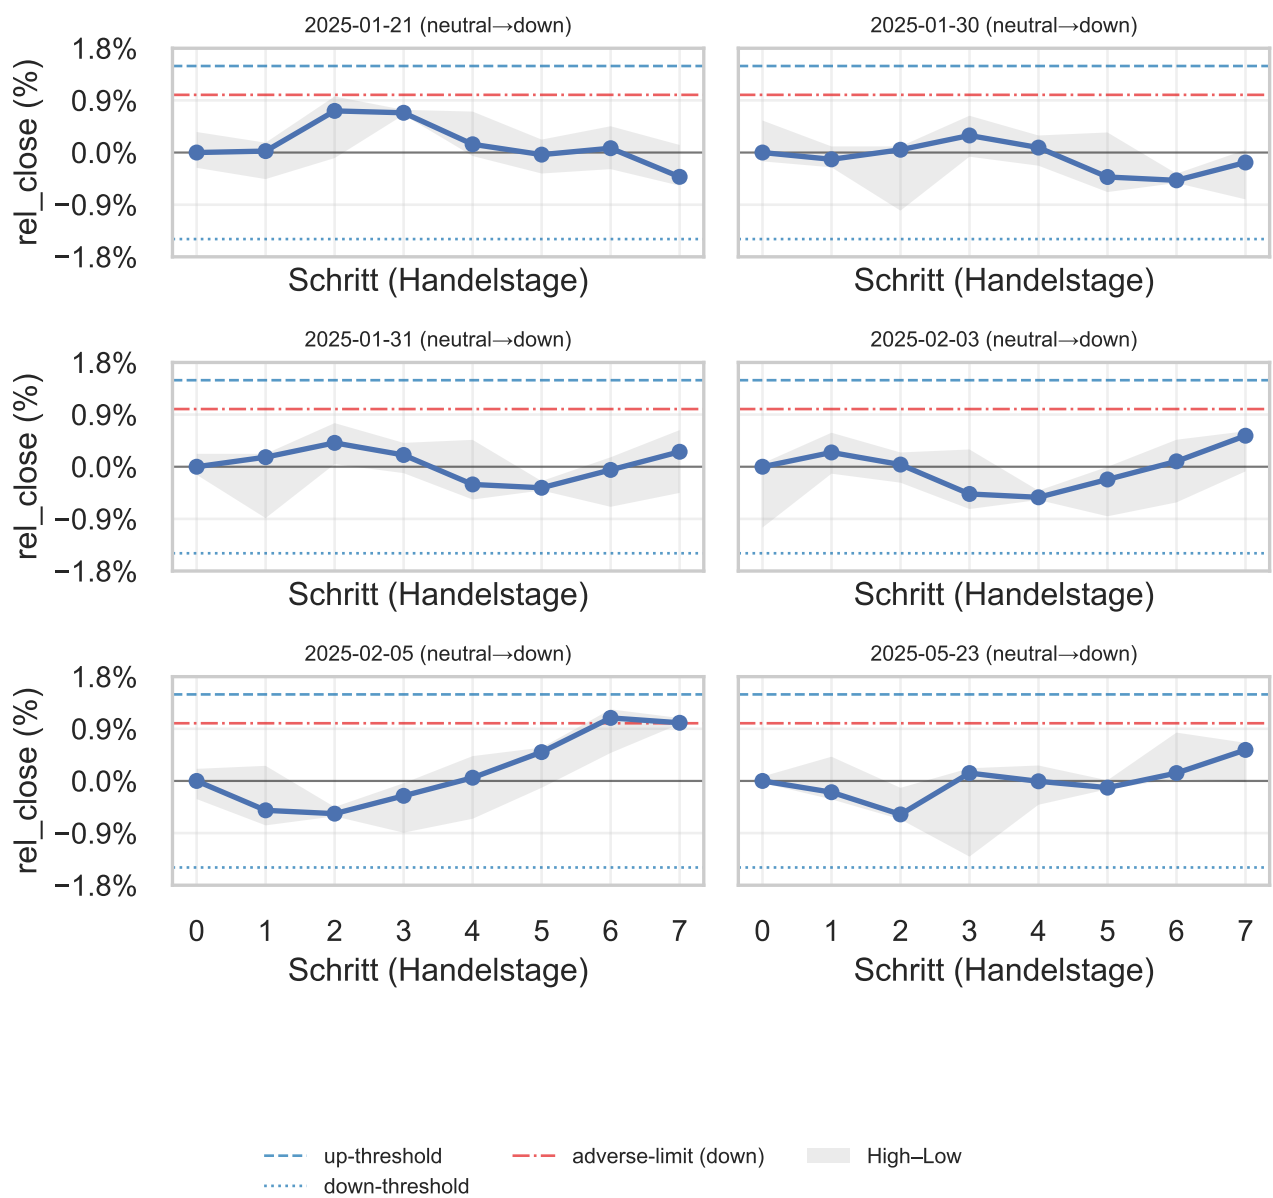 2025-01-21 (neutral→down)
2025-01-30 (neutral→down)
1.8%
0.9%
0.0%
−0.9%
−1.8%
rel_close (%)
Schritt (Handelstage)
Schritt (Handelstage)
2025-01-31 (neutral→down)
2025-02-03 (neutral→down)
1.8%
0.9%
0.0%
−0.9%
−1.8%
rel_close (%)
Schritt (Handelstage)
Schritt (Handelstage)
2025-02-05 (neutral→down)
2025-05-23 (neutral→down)
1.8%
0.9%
0.0%
−0.9%
−1.8%
rel_close (%)
0 1 2 3 4 5 6 7
0 1 2 3 4 5 6 7
Schritt (Handelstage)
Schritt (Handelstage)
up-threshold
down-threshold
adverse-limit (down)
High–Low